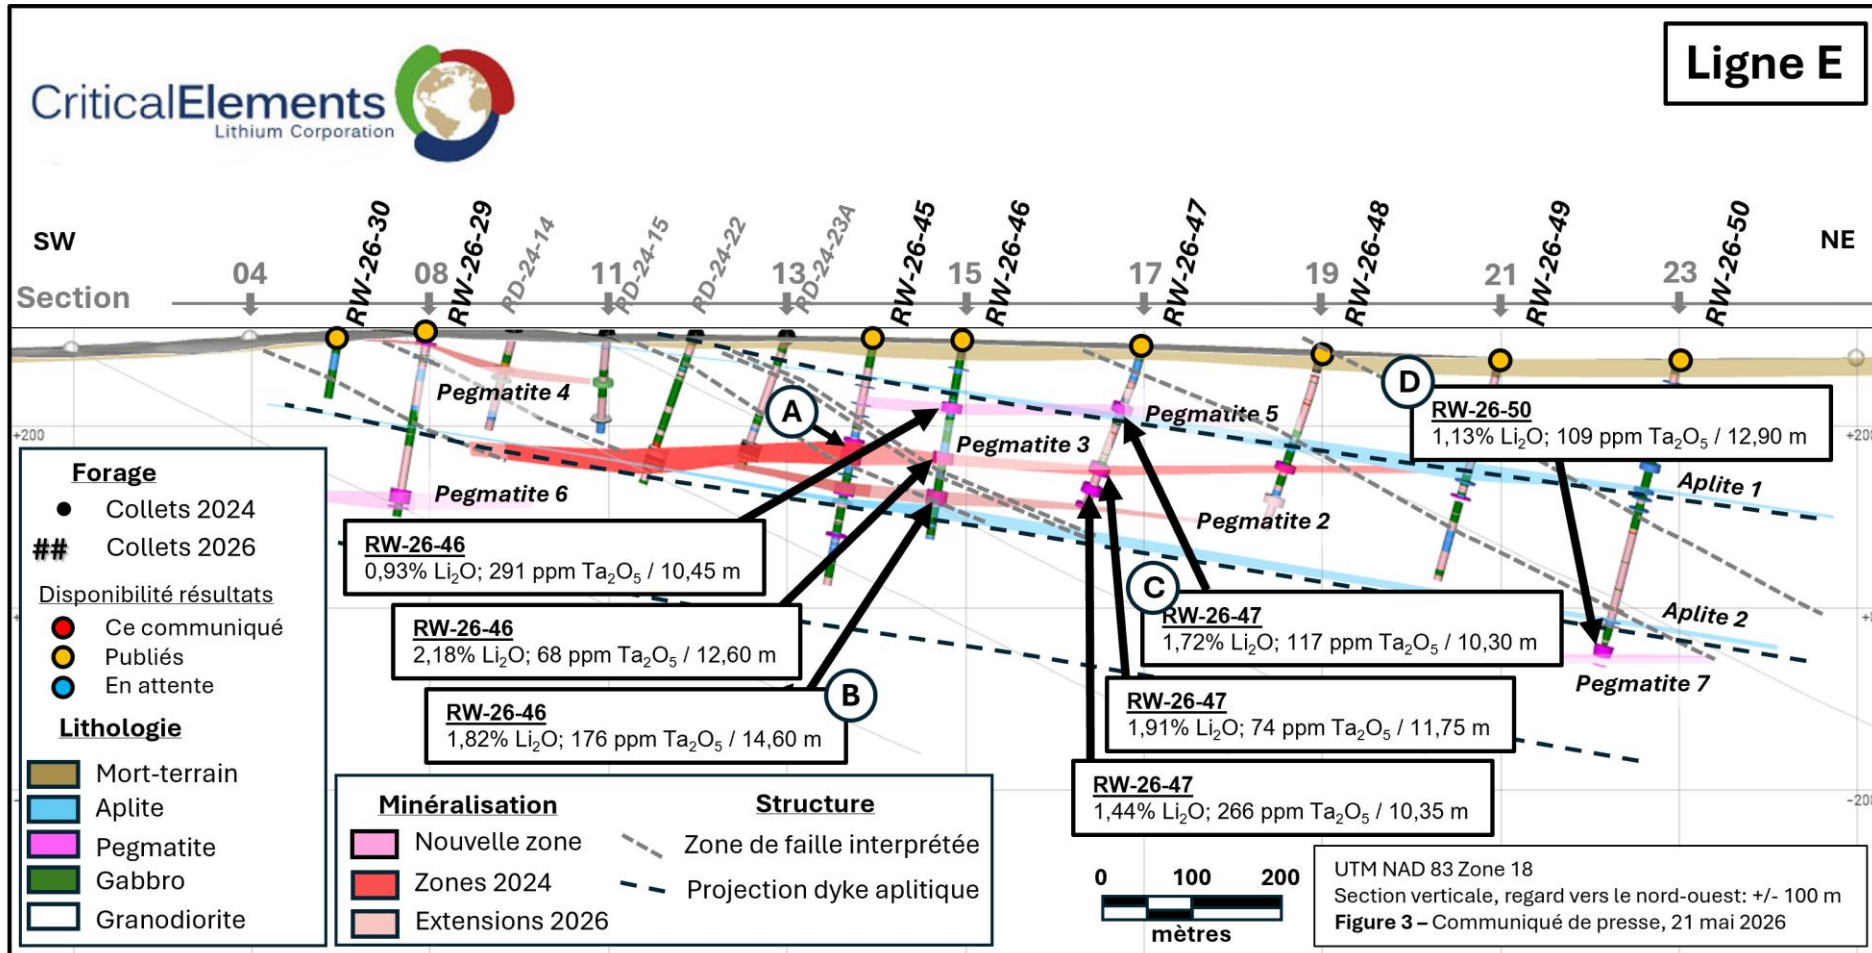 Ligne E
CriticalElements
Lithium Corporation
SW
NE
Section
04
08
11
13
15
17
19
21
23
RW-26-30
RW-26-29
RD-24-14
RD-24-15
RD-24-22
RD-24-23A
RW-26-45
RW-26-46
RW-26-47
RW-26-48
RW-26-49
RW-26-50
+200
-200
Pegmatite 4
Pegmatite 6
Pegmatite 3
Pegmatite 5
Pegmatite 2
Pegmatite 7
Aplite 1
Aplite 2
A
B
C
D
RW-26-50
1,13% Li₂O; 109 ppm Ta₂O₅ / 12,90 m
RW-26-46
0,93% Li₂O; 291 ppm Ta₂O₅ / 10,45 m
RW-26-46
2,18% Li₂O; 68 ppm Ta₂O₅ / 12,60 m
RW-26-46
1,82% Li₂O; 176 ppm Ta₂O₅ / 14,60 m
RW-26-47
1,72% Li₂O; 117 ppm Ta₂O₅ / 10,30 m
RW-26-47
1,91% Li₂O; 74 ppm Ta₂O₅ / 11,75 m
RW-26-47
1,44% Li₂O; 266 ppm Ta₂O₅ / 10,35 m
Forage
Collets 2024
## Collets 2026
Disponibilité résultats
Ce communiqué
Publiés
En attente
Lithologie
Mort-terrain
Aplite
Pegmatite
Gabbro
Granodiorite
Minéralisation
Nouvelle zone
Zones 2024
Extensions 2026
Structure
Zone de faille interprétée
Projection dyke aplitique
0 100 200
mètres
UTM NAD 83 Zone 18
Section verticale, regard vers le nord-ouest: +/- 100 m
Figure 3 – Communiqué de presse, 21 mai 2026